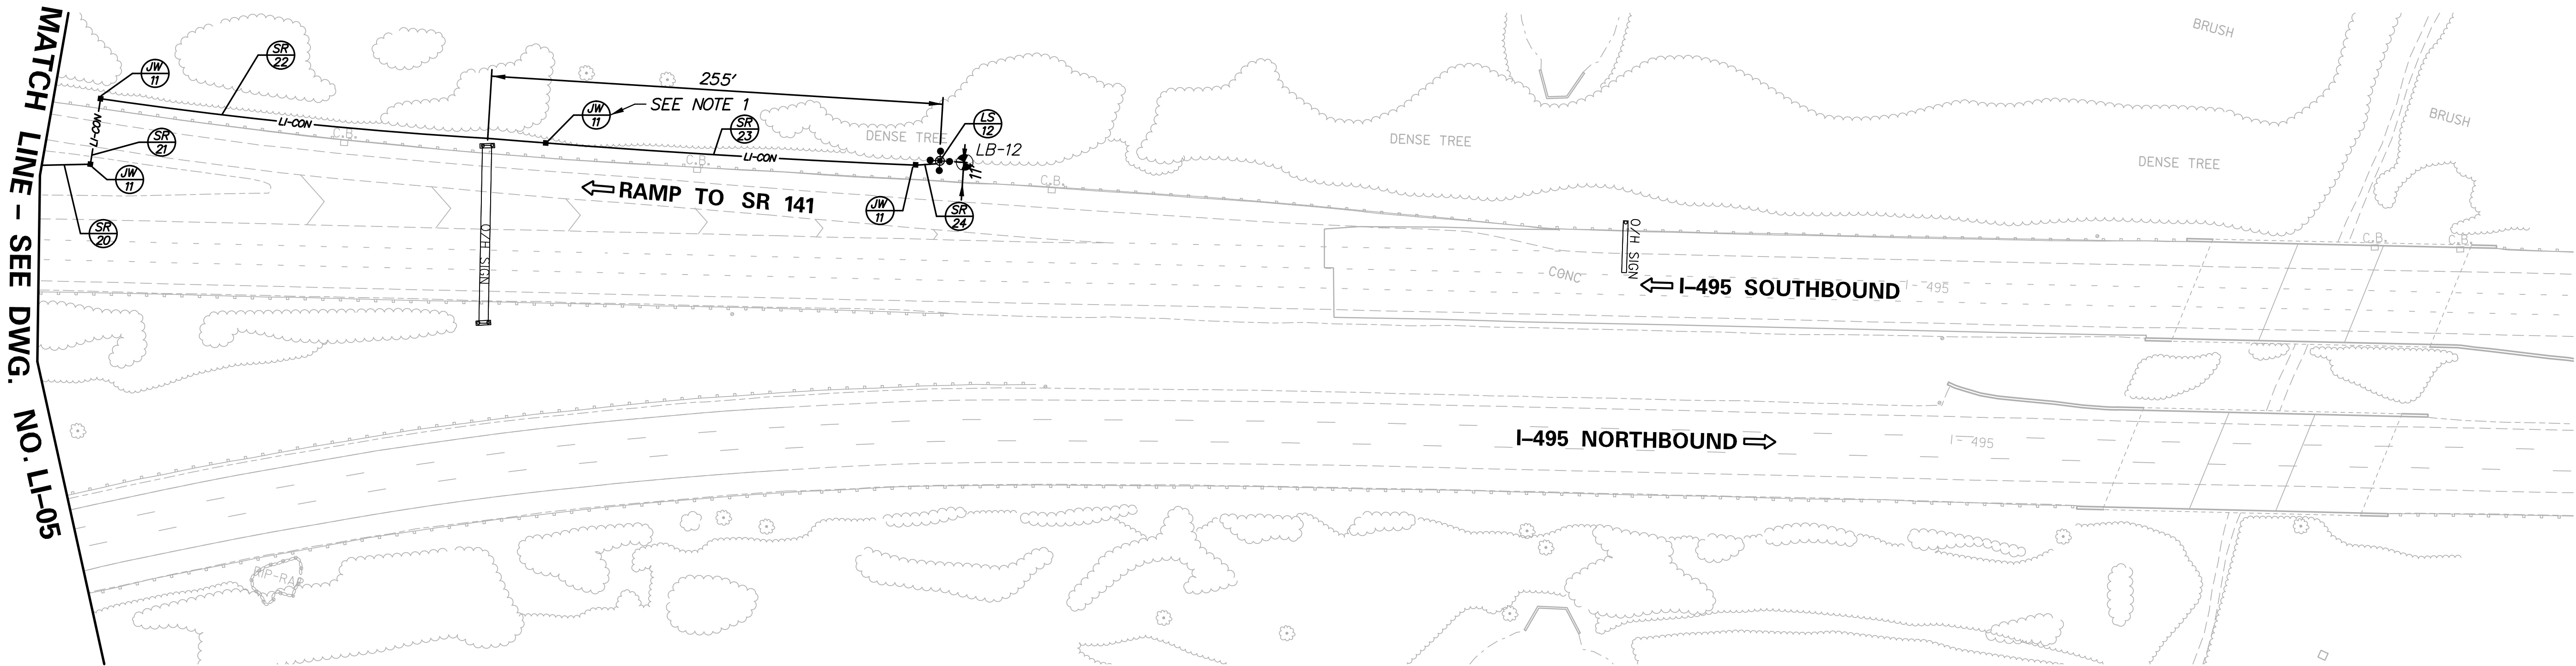 MATCH LINE – SEE DWG. NO. LI–05
JW
11
SR
22
255'
JW
11
SEE NOTE 1
SR
23
LS
12
LB-12
11'
LI-CON
LI-CON
LI-CON
SR
21
JW
11
SR
20
C.B.
C.B.
C.B.
DENSE TREE
RAMP TO SR 141
JW
11
SR
24
O/H SIGN
DENSE TREE
BRUSH
BRUSH
DENSE TREE
O/H SIGN
CONC
I–495 SOUTHBOUND
I-495
C.B.
C.B.
I–495 NORTHBOUND
I-495
RIP-RAP